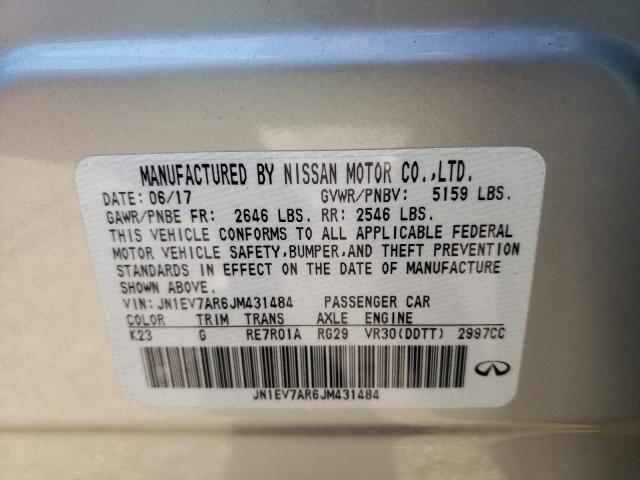 MANUFACTURED BY NISSAN MOTOR CO.,LTD.
DATE: 06/17 GVWR/PNBV: 5159 LBS.
GAWR/PNBE FR: 2646 LBS. RR: 2546 LBS.
THIS VEHICLE CONFORMS TO ALL APPLICABLE FEDERAL
MOTOR VEHICLE SAFETY,BUMPER,AND THEFT PREVENTION
STANDARDS IN EFFECT ON THE DATE OF MANUFACTURE
SHOWN ABOVE.
VIN: JN1EV7AR6JM431484 PASSENGER CAR
COLOR TRIM TRANS AXLE ENGINE
K23 G RE7R01A RG29 VR30(DDTT) 2997CC
JN1EV7AR6JM431484